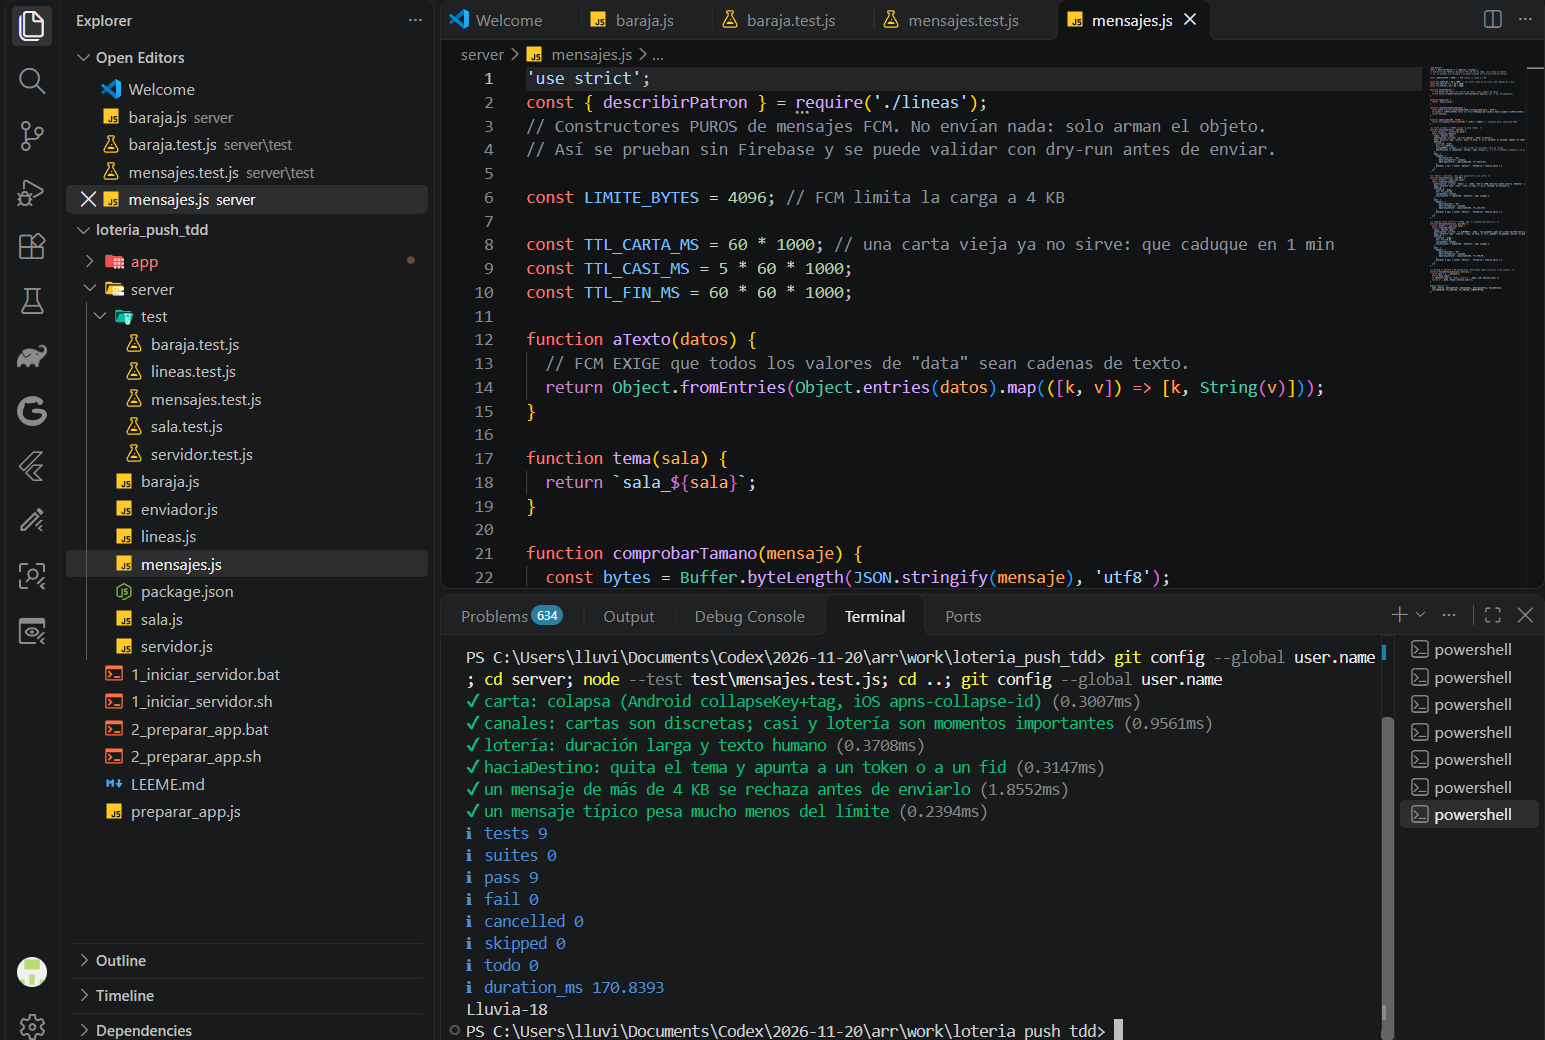 Explorer
Open Editors
Welcome
baraja.js server
baraja.test.js server\test
mensajes.test.js server\test
mensajes.js server
loteria_push_tdd
app
server
test
baraja.test.js
lineas.test.js
mensajes.test.js
sala.test.js
servidor.test.js
baraja.js
enviador.js
lineas.js
mensajes.js
package.json
sala.js
servidor.js
1_iniciar_servidor.bat
1_iniciar_servidor.sh
2_preparar_app.bat
2_preparar_app.sh
LEEME.md
preparar_app.js
Outline
Timeline
Dependencies
Welcome baraja.js baraja.test.js mensajes.test.js mensajes.js
server > mensajes.js > ...
1 'use strict';
2 const { describirPatron } = require('./lineas');
3 // Constructores PUROS de mensajes FCM. No envían nada: solo arman el objeto.
4 // Así se prueban sin Firebase y se puede validar con dry-run antes de enviar.
5
6 const LIMITE_BYTES = 4096; // FCM limita la carga a 4 KB
7
8 const TTL_CARTA_MS = 60 * 1000; // una carta vieja ya no sirve: que caduque en 1 min
9 const TTL_CASI_MS = 5 * 60 * 1000;
10 const TTL_FIN_MS = 60 * 60 * 1000;
11
12 function aTexto(datos) {
13 // FCM EXIGE que todos los valores de "data" sean cadenas de texto.
14 return Object.fromEntries(Object.entries(datos).map(([k, v]) => [k, String(v)]));
15 }
16
17 function tema(sala) {
18 return `sala_${sala}`;
19 }
20
21 function comprobarTamano(mensaje) {
22 const bytes = Buffer.byteLength(JSON.stringify(mensaje), 'utf8');
Problems 634 Output Debug Console Terminal Ports
PS C:\Users\lluvi\Documents\Codex\2026-11-20\arr\work\loteria_push_tdd> git config --global user.name
; cd server; node --test test\mensajes.test.js; cd ..; git config --global user.name
✔ carta: colapsa (Android collapseKey+tag, iOS apns-collapse-id) (0.3007ms)
✔ canales: cartas son discretas; casi y lotería son momentos importantes (0.9561ms)
✔ lotería: duración larga y texto humano (0.3708ms)
✔ haciaDestino: quita el tema y apunta a un token o a un fid (0.3147ms)
✔ un mensaje de más de 4 KB se rechaza antes de enviarlo (1.8552ms)
✔ un mensaje típico pesa mucho menos del límite (0.2394ms)
ℹ tests 9
ℹ suites 0
ℹ pass 9
ℹ fail 0
ℹ cancelled 0
ℹ skipped 0
ℹ todo 0
ℹ duration_ms 170.8393
Lluvia-18
PS C:\Users\lluvi\Documents\Codex\2026-11-20\arr\work\loteria_push_tdd>
powershell
powershell
powershell
powershell
powershell
powershell
powershell